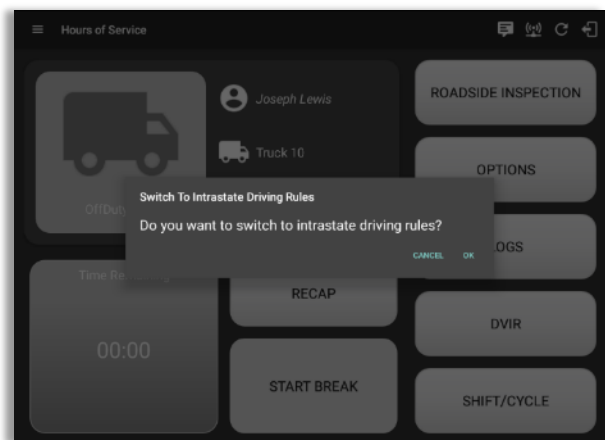 Hours of Service
Joseph Lewis
Truck 10
ROADSIDE INSPECTION
OPTIONS
Switch To Intrastate Driving Rules
Do you want to switch to intrastate driving rules?
CANCEL OK
RECAP
DVIR
00:00
START BREAK
SHIFT/CYCLE